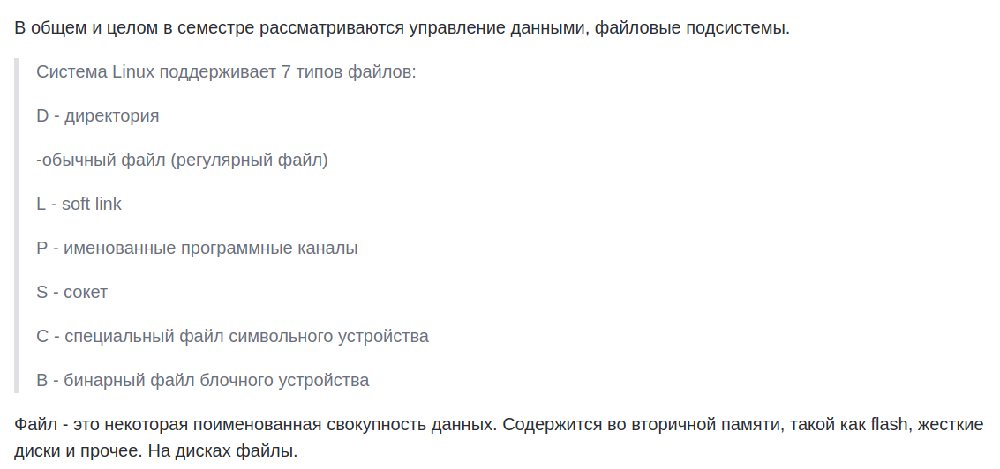 В общем и целом в семестре рассматриваются управление данными, файловые подсистемы.
Система Linux поддерживает 7 типов файлов:
D - директория
-обычный файл (регулярный файл)
L - soft link
P - именованные программные каналы
S - сокет
C - специальный файл символьного устройства
B - бинарный файл блочного устройства
Файл - это некоторая поименованная свокупность данных. Содержится во вторичной памяти, такой как flash, жесткие
диски и прочее. На дисках файлы.